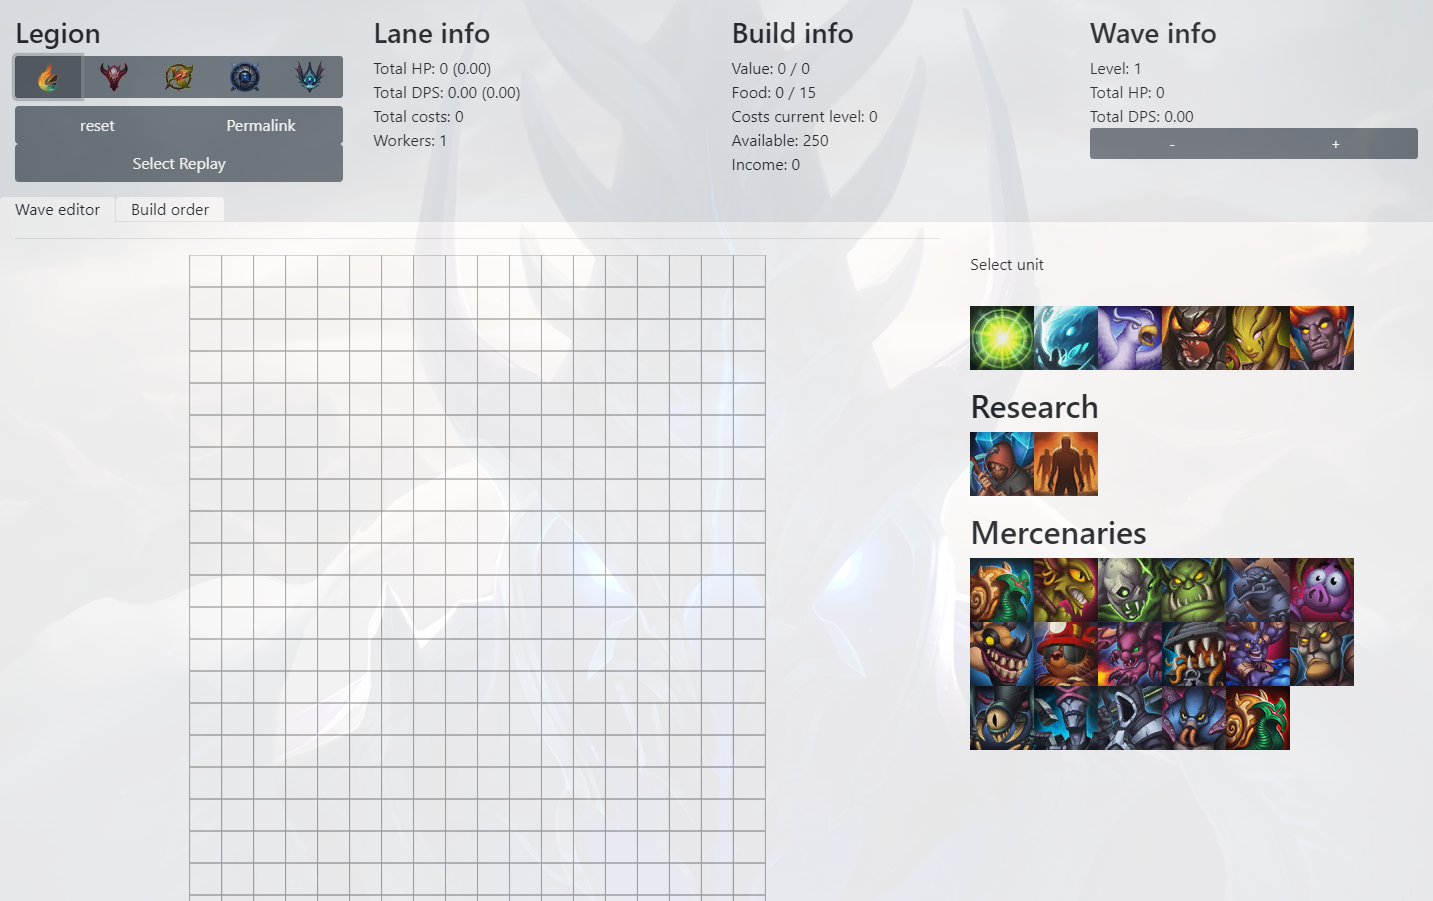 Legion
reset
Permalink
Select Replay
Lane info
Total HP: 0 (0.00)
Total DPS: 0.00 (0.00)
Total costs: 0
Workers: 1
Build info
Value: 0 / 0
Food: 0 / 15
Costs current level: 0
Available: 250
Income: 0
Wave info
Level: 1
Total HP: 0
Total DPS: 0.00
- +
Wave editor
Build order
Select unit
Research
Mercenaries